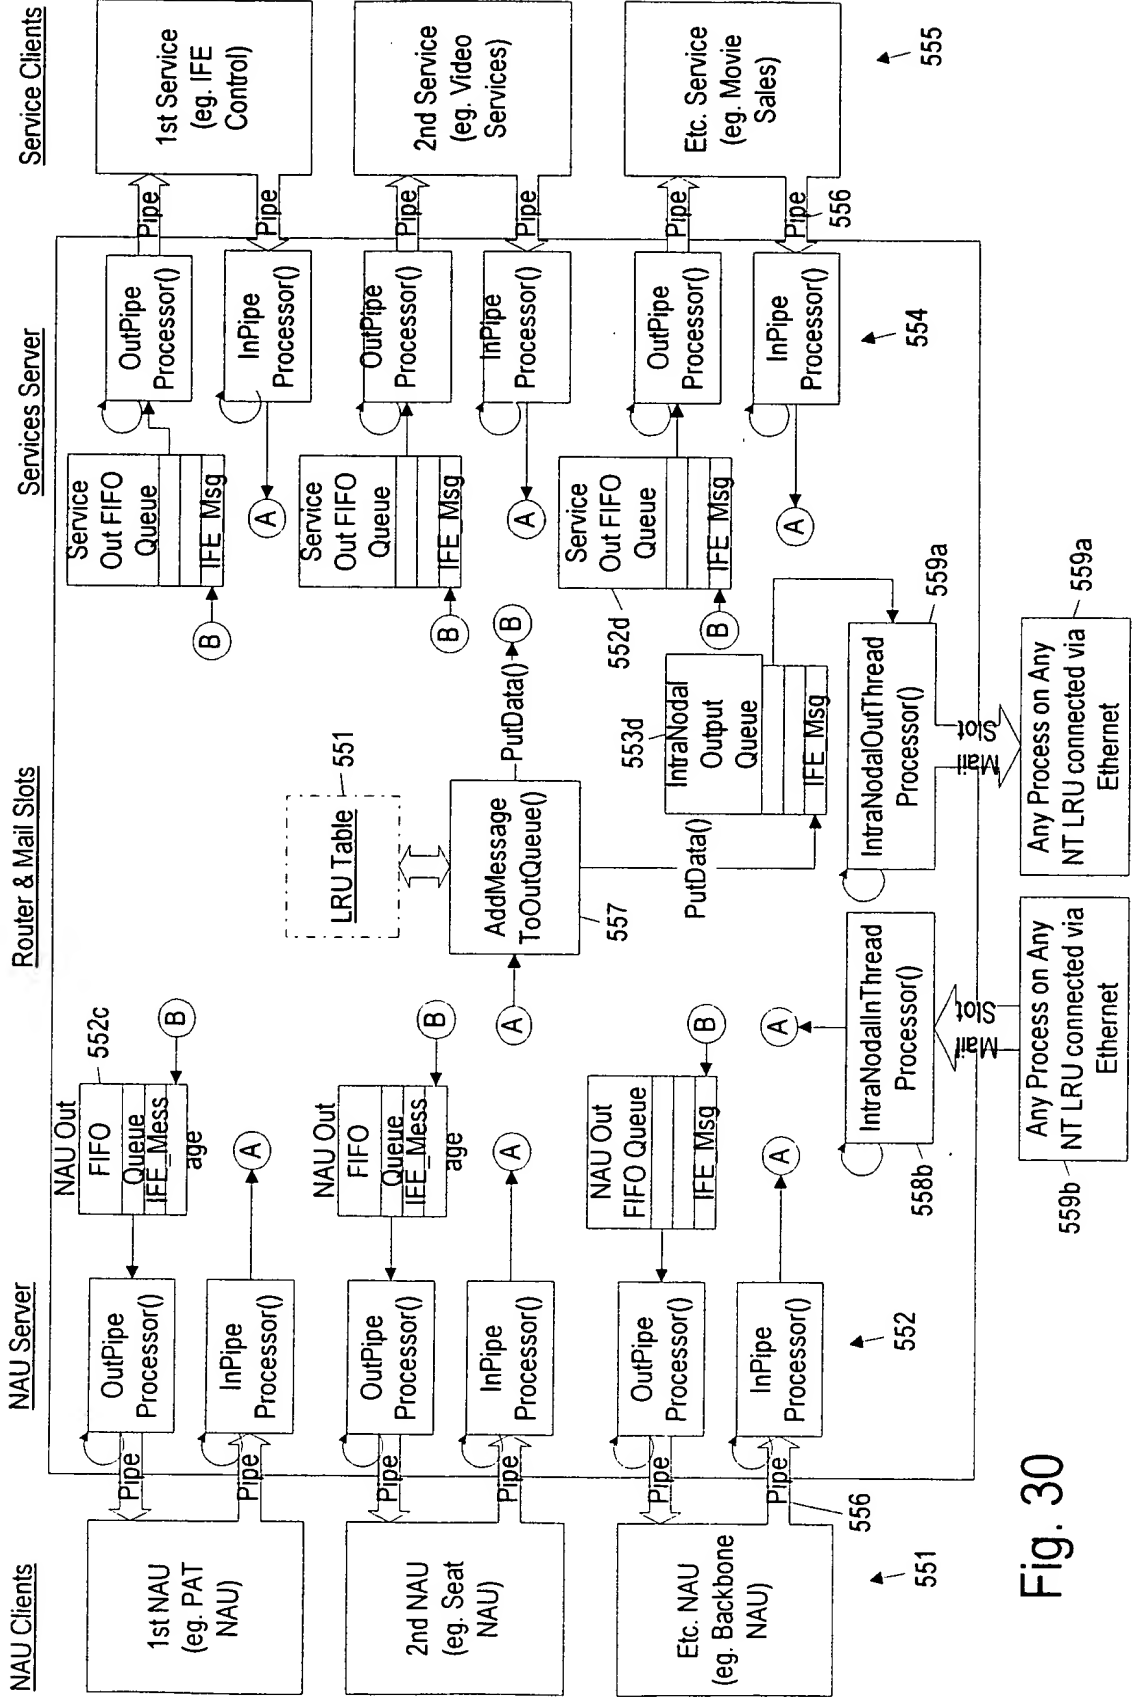 NAU Clients
NAU Server
Router & Mail Slots
Services Server
Service Clients
1st NAU
(eg. PAT
NAU)
Pipe
OutPipe
Processor()
NAU Out
FIFO
Queue
IFE_Mess
age
552c
B
Pipe
InPipe
Processor()
A
2nd NAU
(eg. Seat
NAU)
Pipe
OutPipe
Processor()
NAU Out
FIFO
Queue
IFE_Mess
age
B
Pipe
InPipe
Processor()
A
Etc. NAU
(eg. Backbone
NAU)
Pipe
OutPipe
Processor()
NAU Out
FIFO Queue
IFE_Msg
B
Pipe
556
InPipe
Processor()
A
551
552
LRU Table
551
A
AddMessage
ToOutQueue()
557
PutData()
B
PutData()
IntraNodal
Output
Queue
IFE_Msg
553d
A
IntraNodalInThread
Processor()
558b
IntraNodalOutThread
Processor()
559a
Mail
Slot
Mail
Slot
Any Process on Any
NT LRU connected via
Ethernet
559b
Any Process on Any
NT LRU connected via
Ethernet
559a
Service
Out FIFO
Queue
IFE_Msg
B
OutPipe
Processor()
Pipe
1st Service
(eg. IFE
Control)
A
InPipe
Processor()
Pipe
Service
Out FIFO
Queue
IFE_Msg
B
OutPipe
Processor()
Pipe
2nd Service
(eg. Video
Services)
A
InPipe
Processor()
Pipe
Service
Out FIFO
Queue
IFE_Msg
B
552d
OutPipe
Processor()
Pipe
Etc. Service
(eg. Movie
Sales)
A
InPipe
Processor()
Pipe
556
554
555
Fig. 30